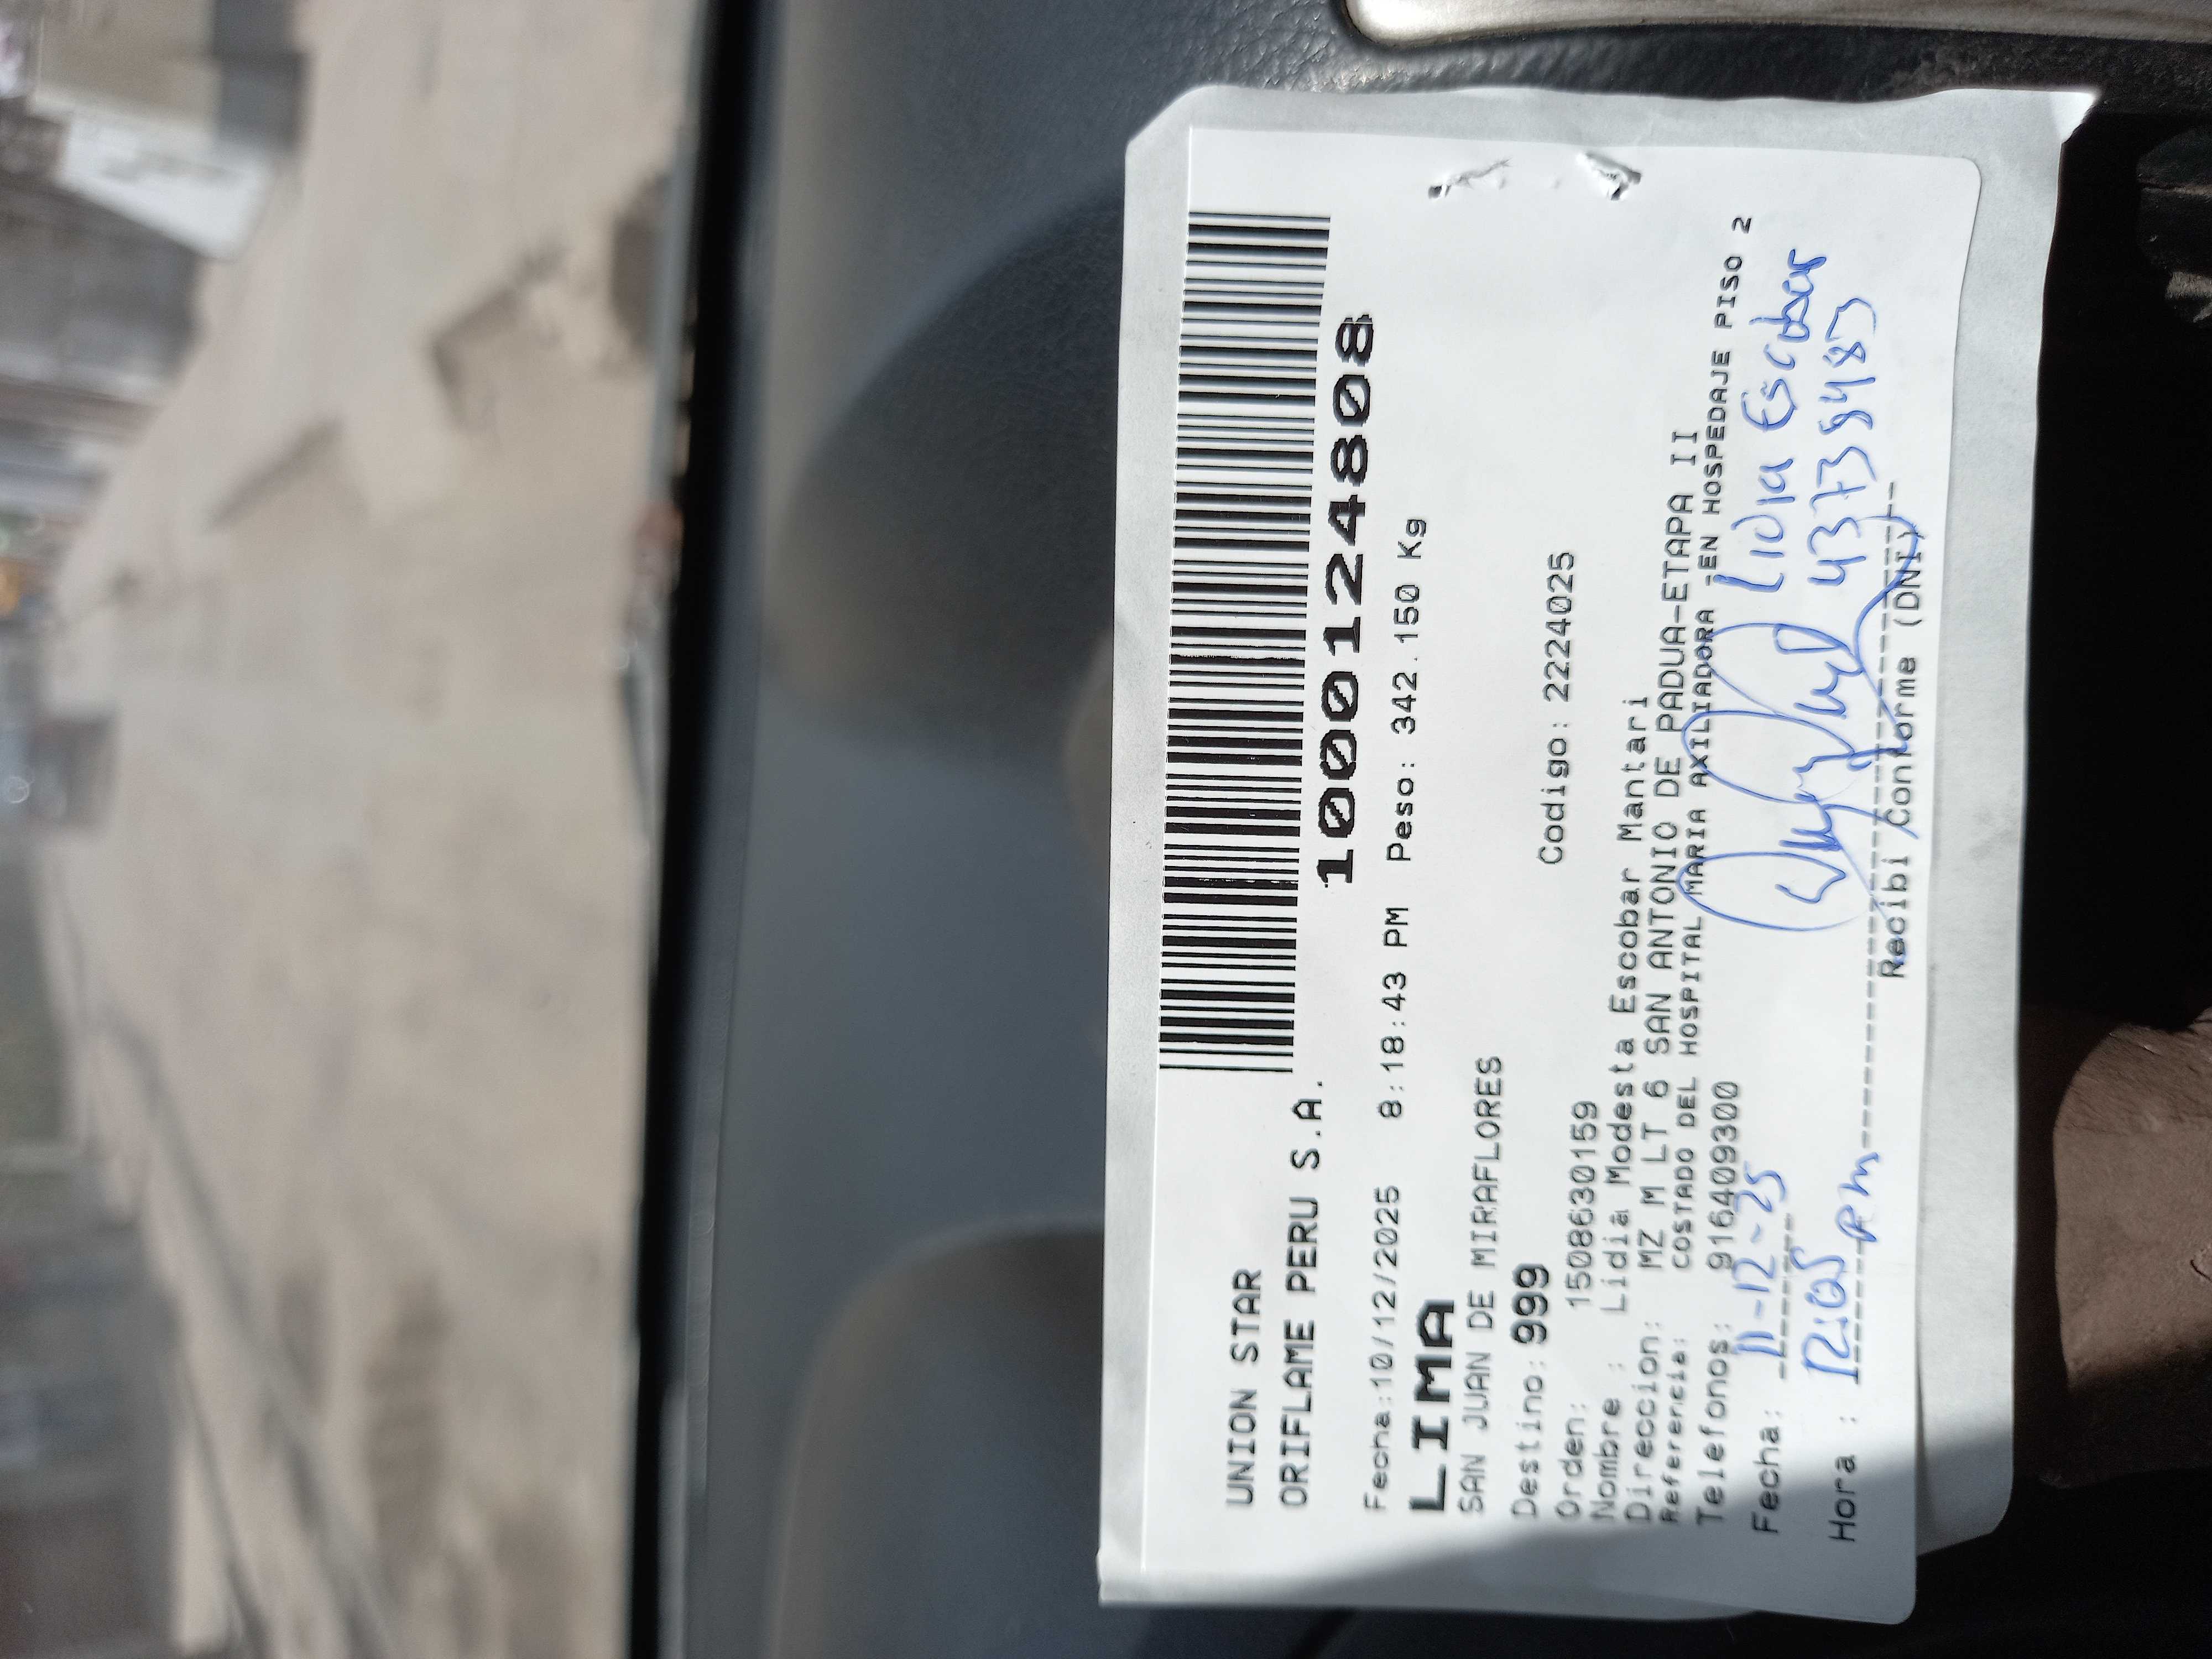 UNION STAR
ORIFLAME PERU S.A.
1000124808
Fecha:10/12/2025 8:18:43 PM Peso: 342.150 Kg
LIMA
SAN JUAN DE MIRAFLORES
Destino: 999 Codigo: 2224025
Orden: 1508630159
Nombre : Lidia Modesta Escobar Mantari
Direccion: MZ M LT 6 SAN ANTONIO DE PADUA-ETAPA II
Referencia: COSTADO DEL HOSPITAL MARIA AXILIADORA -EN HOSPEDAJE PISO 2
Telefonos: 916409300
Fecha: 11-12-25 Lidia Escobar
Hora : 12:05 PM 43738483
Recibi Conforme (DNI)